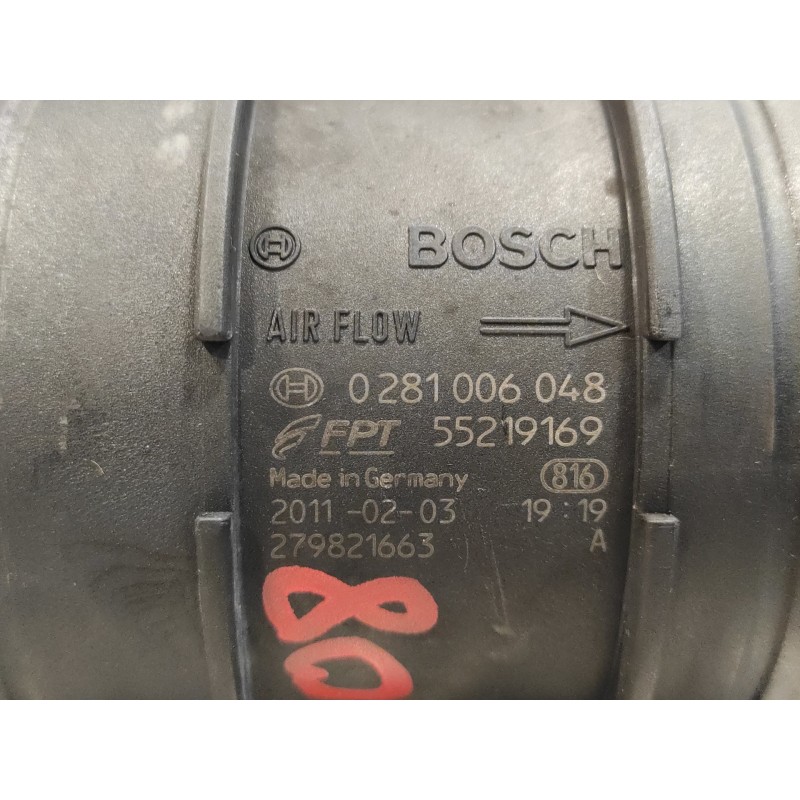 BOSCH
AIR FLOW
0 281 006 048
FPT 55219169
Made in Germany 816
2011-02-03 19:19
279821663 A
80